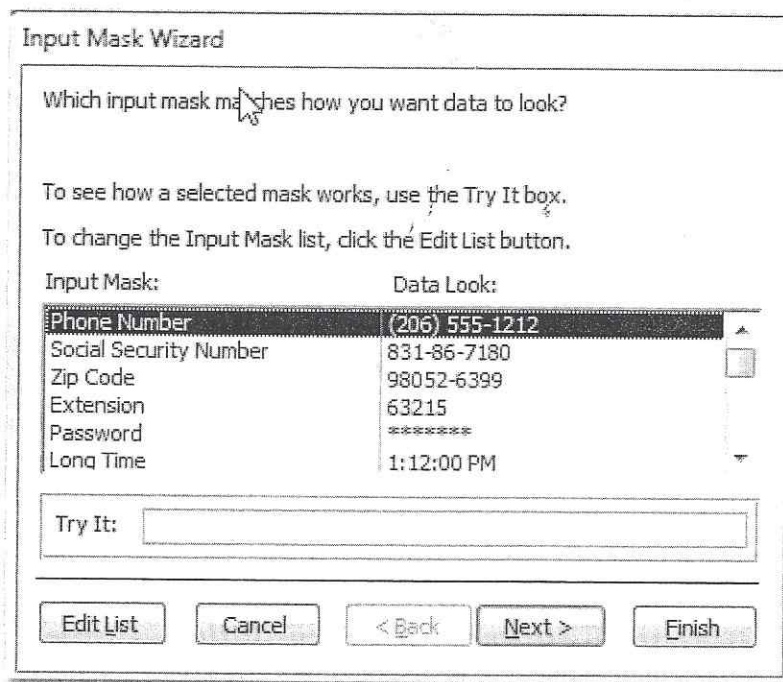 Input Mask Wizard
Which input mask matches how you want data to look?
To see how a selected mask works, use the Try It box.
To change the Input Mask list, click the Edit List button.
Input Mask: Data Look:
Phone Number (206) 555-1212
Social Security Number 831-86-7180
Zip Code 98052-6399
Extension 63215
Password *******
Long Time 1:12:00 PM
Try It:
Edit List Cancel < Back Next > Finish